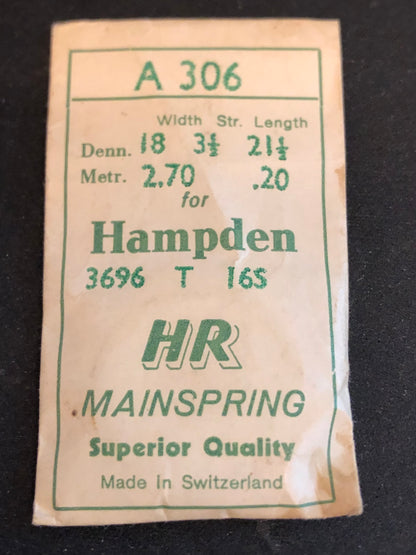 A 306
Width Str. Length
Denn. 18 3½ 21½
Metr. 2.70 .20
for
Hampden
3696 T 16S
HR
MAINSPRING
Superior Quality
Made In Switzerland